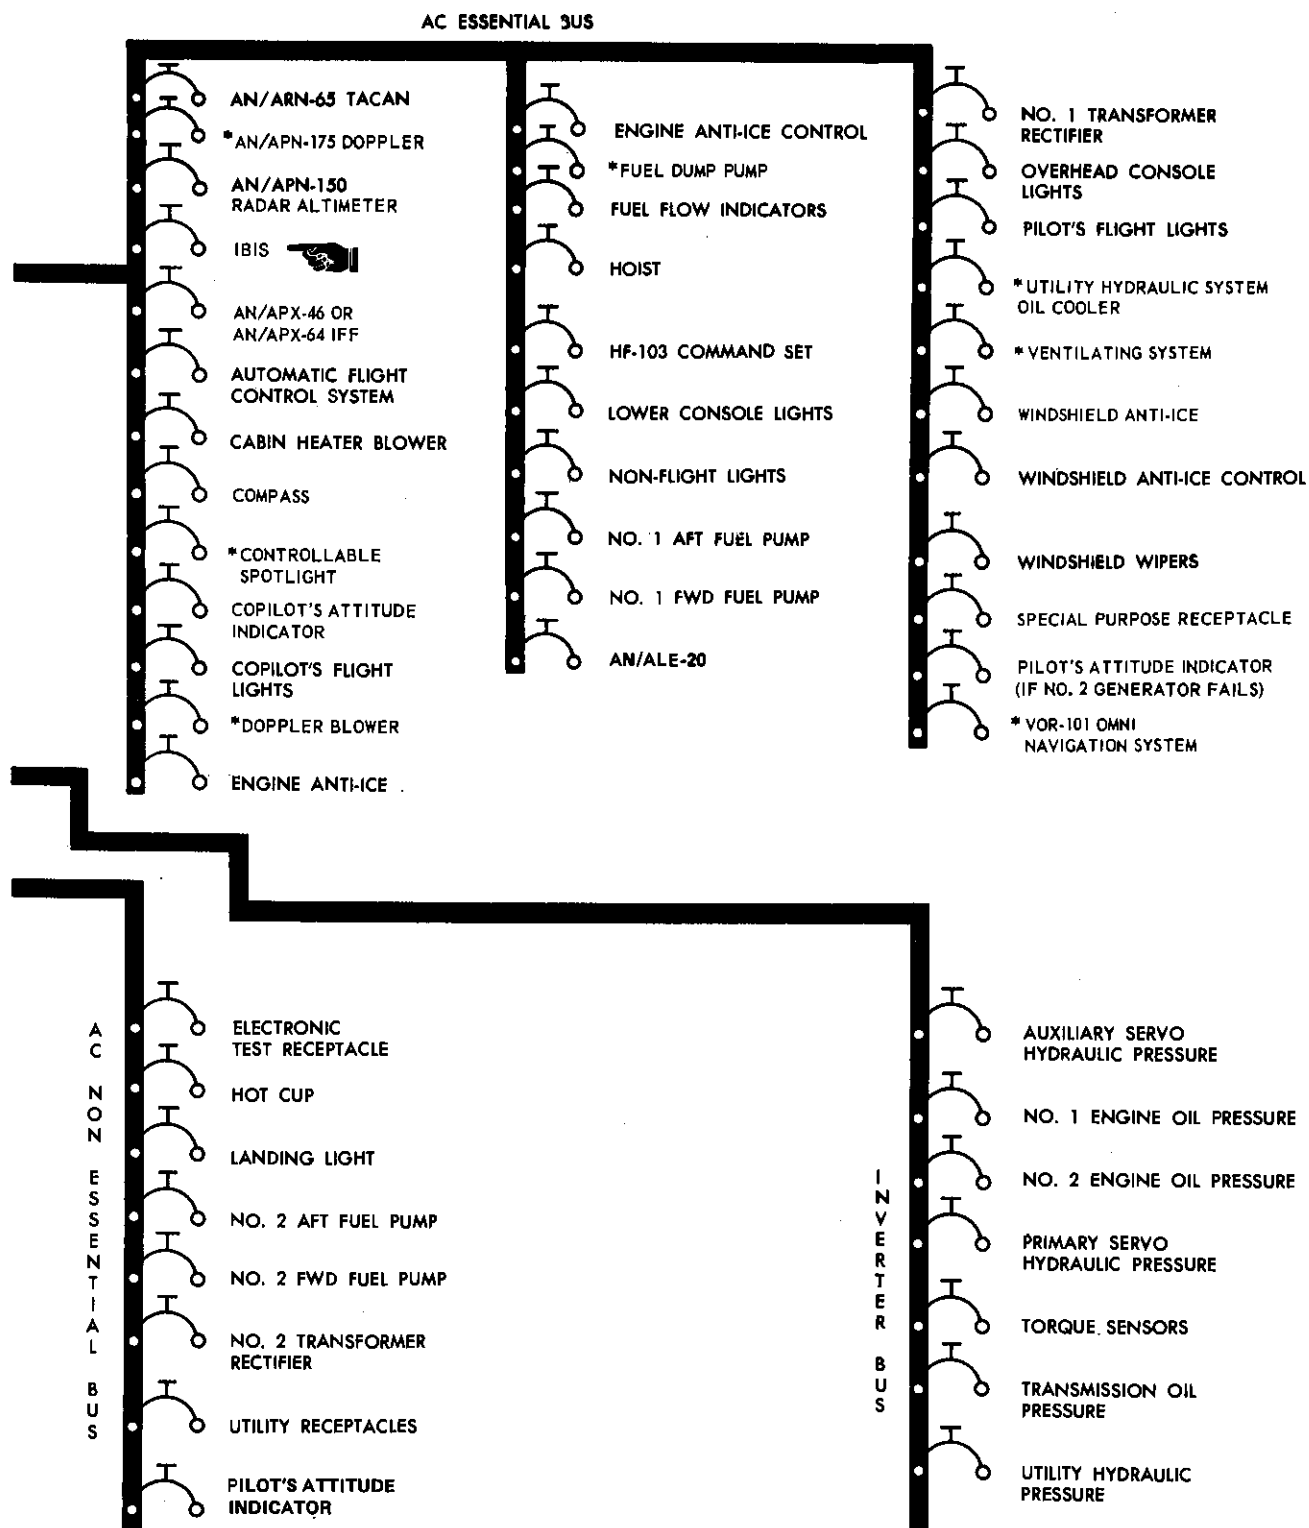 AC ESSENTIAL BUS
AN/ARN-65 TACAN
*AN/APN-175 DOPPLER
AN/APN-150
RADAR ALTIMETER
IBIS
AN/APX-46 OR
AN/APX-64 IFF
AUTOMATIC FLIGHT
CONTROL SYSTEM
CABIN HEATER BLOWER
COMPASS
*CONTROLLABLE
SPOTLIGHT
COPILOT'S ATTITUDE
INDICATOR
COPILOT'S FLIGHT
LIGHTS
*DOPPLER BLOWER
ENGINE ANTI-ICE
ENGINE ANTI-ICE CONTROL
*FUEL DUMP PUMP
FUEL FLOW INDICATORS
HOIST
HF-103 COMMAND SET
LOWER CONSOLE LIGHTS
NON-FLIGHT LIGHTS
NO. 1 AFT FUEL PUMP
NO. 1 FWD FUEL PUMP
AN/ALE-20
NO. 1 TRANSFORMER
RECTIFIER
OVERHEAD CONSOLE
LIGHTS
PILOT'S FLIGHT LIGHTS
*UTILITY HYDRAULIC SYSTEM
OIL COOLER
*VENTILATING SYSTEM
WINDSHIELD ANTI-ICE
WINDSHIELD ANTI-ICE CONTROL
WINDSHIELD WIPERS
SPECIAL PURPOSE RECEPTACLE
PILOT'S ATTITUDE INDICATOR
(IF NO. 2 GENERATOR FAILS)
*VOR-101 OMNI
NAVIGATION SYSTEM
AC NON ESSENTIAL BUS
ELECTRONIC
TEST RECEPTACLE
HOT CUP
LANDING LIGHT
NO. 2 AFT FUEL PUMP
NO. 2 FWD FUEL PUMP
NO. 2 TRANSFORMER
RECTIFIER
UTILITY RECEPTACLES
PILOT'S ATTITUDE
INDICATOR
INVERTER BUS
AUXILIARY SERVO
HYDRAULIC PRESSURE
NO. 1 ENGINE OIL PRESSURE
NO. 2 ENGINE OIL PRESSURE
PRIMARY SERVO
HYDRAULIC PRESSURE
TORQUE SENSORS
TRANSMISSION OIL
PRESSURE
UTILITY HYDRAULIC
PRESSURE